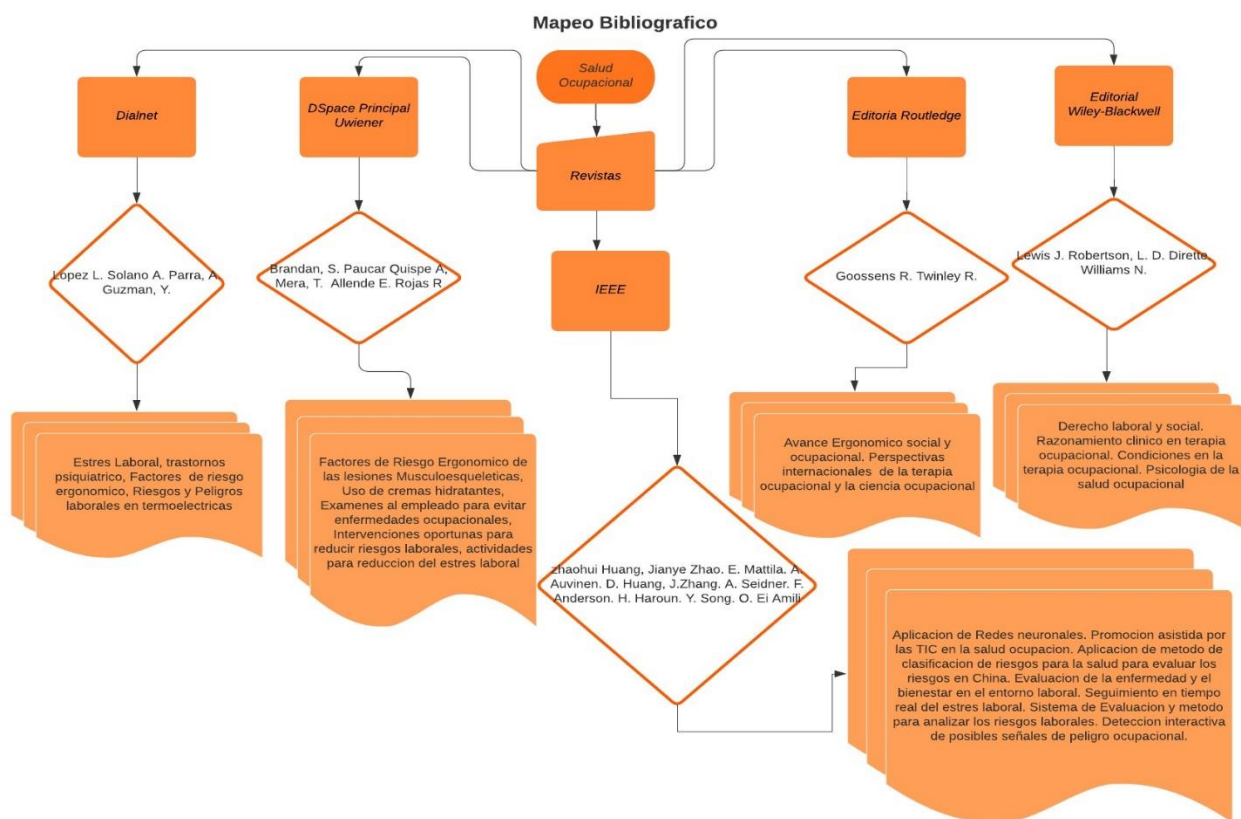 Mapeo Bibliografico
Salud
Ocupacional
Revistas
Dialnet
DSpace Principal
Uwiener
IEEE
Editoria Routledge
Editorial
Wiley-Blackwell
Lopez L. Solano A. Parra, A.
Guzman, Y.
Brandan, S. Paucar Quispe A,
Mera, T. Allende E. Rojas R
Goossens R. Twinley R.
Lewis J. Robertson, L. D. Dirette,
Williams N.
Estres Laboral, trastornos
psiquiatrico, Factores de riesgo
ergonomico, Riesgos y Peligros
laborales en termoelectricas
Factores de Riesgo Ergonomico de
las lesiones Musculoesqueleticas,
Uso de cremas hidratantes,
Examenes al empleado para evitar
enfermedades ocupacionales,
Intervenciones oportunas para
reducir riesgos laborales, actividades
para reduccion del estres laboral
Avance Ergonomico social y
ocupacional. Perspectivas
internacionales de la terapia
ocupacional y la ciencia ocupacional
Derecho laboral y social.
Razonamiento clinico en terapia
ocupacional. Condiciones en la
terapia ocupacional. Psicologia de la
salud ocupacional
zhaohui Huang, Jianye Zhao. E. Mattila. A.
Auvinen. D. Huang, J.Zhang. A. Seidner. F.
Anderson. H. Haroun. Y. Song. O. Ei Amili
Aplicacion de Redes neuronales. Promocion asistida por
las TIC en la salud ocupacion. Aplicacion de metodo de
clasificacion de riesgos para la salud para evaluar los
riesgos en China. Evaluacion de la enfermedad y el
bienestar en el entorno laboral. Seguimiento en tiempo
real del estres laboral. Sistema de Evaluacion y metodo
para analizar los riesgos laborales. Deteccion interactiva
de posibles señales de peligro ocupacional.